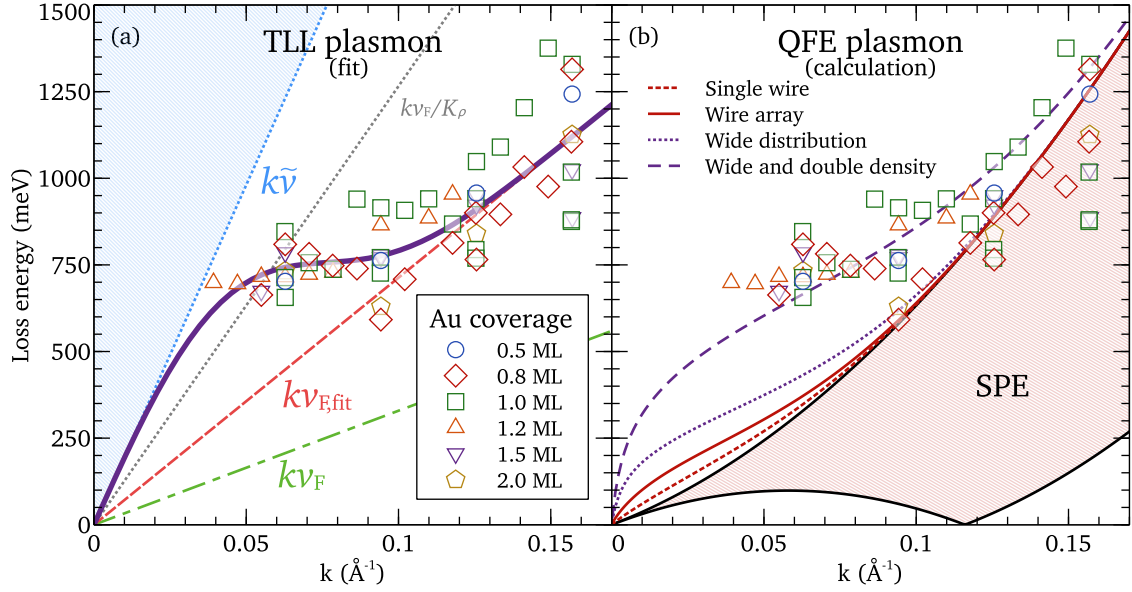 (a)
TLL plasmon
(fit)
kṽ
kv_F/K_ρ
kv_F,fit
kv_F
Au coverage
0.5 ML
0.8 ML
1.0 ML
1.2 ML
1.5 ML
2.0 ML
Loss energy (meV)
1500
1250
1000
750
500
250
0
0
0.05
0.1
0.15
k (Å⁻¹)
(b)
QFE plasmon
(calculation)
Single wire
Wire array
Wide distribution
Wide and double density
SPE
0
0.05
0.1
0.15
k (Å⁻¹)